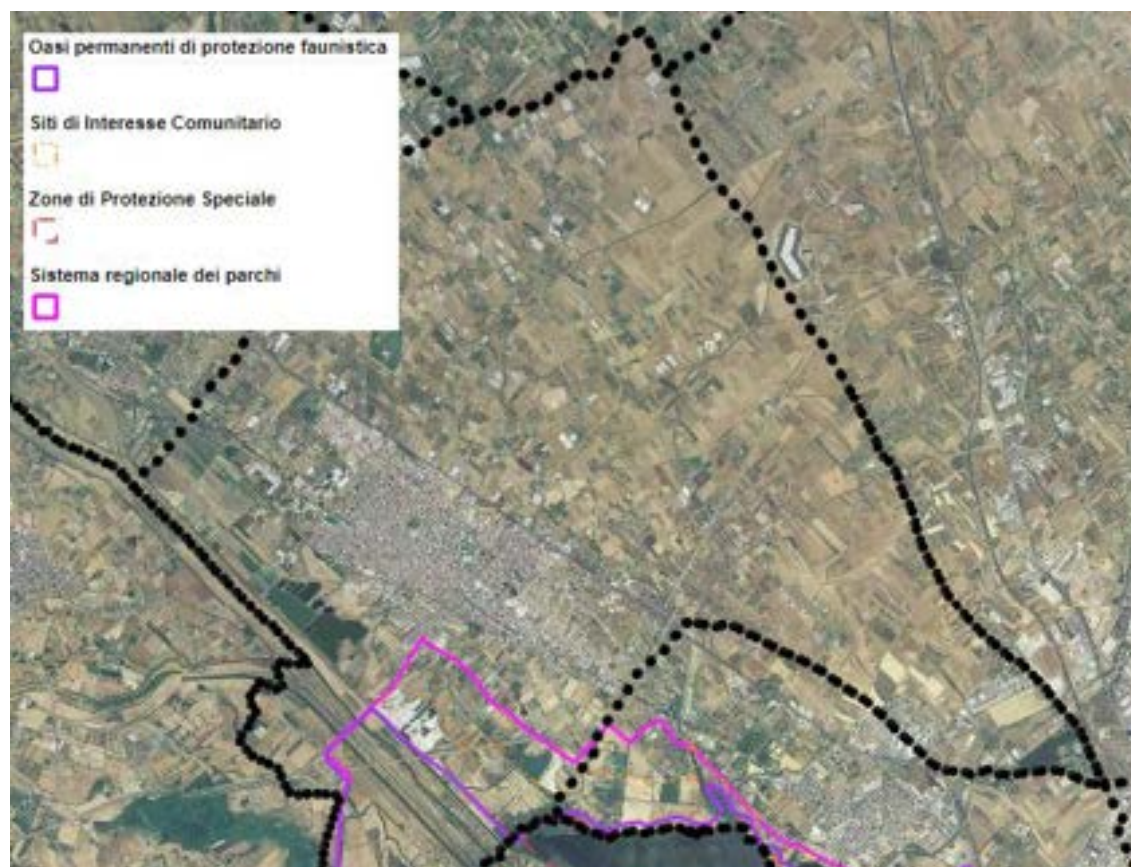 Oasi permanenti di protezione faunistica
Siti di Interesse Comunitario
Zone di Protezione Speciale
Sistema regionale dei parchi